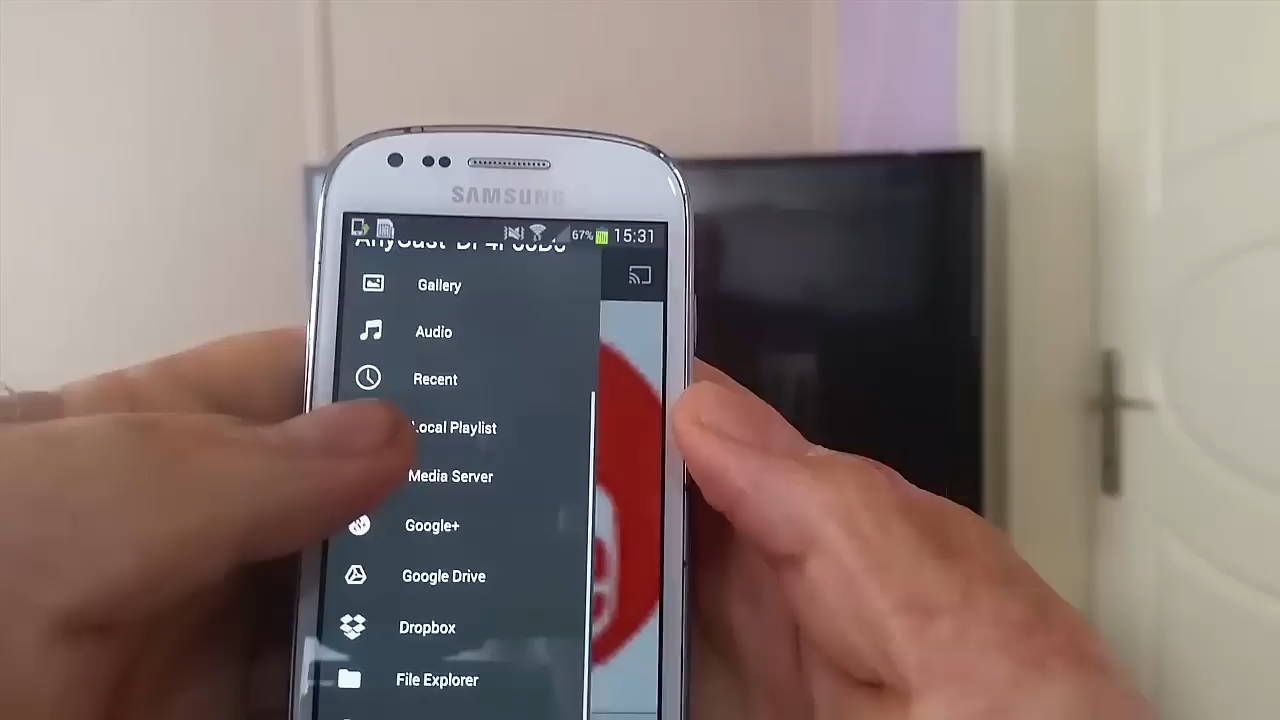 SAMSUNG
67% 15:31
Gallery
Audio
Recent
Local Playlist
Media Server
Google+
Google Drive
Dropbox
File Explorer